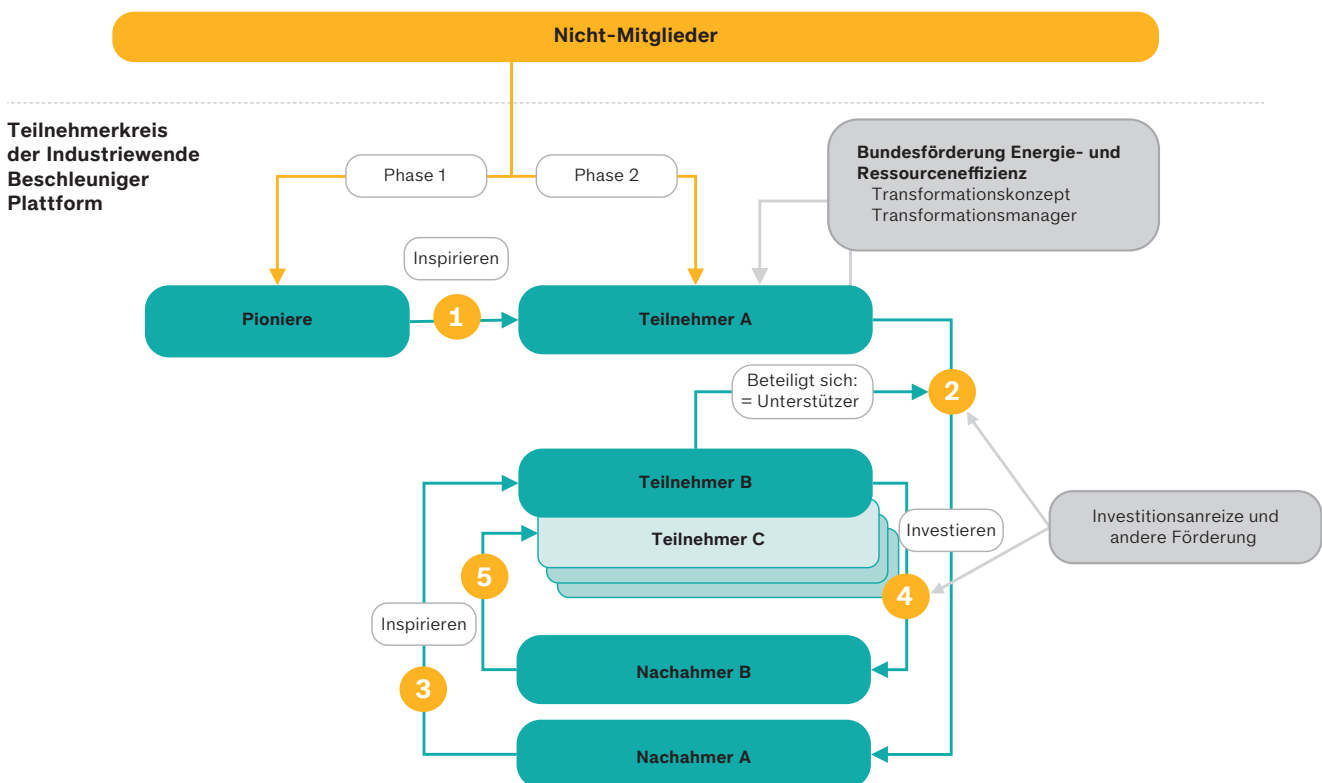 Nicht-Mitglieder
Teilnehmerkreis
der Industriewende
Beschleuniger
Plattform
Phase 1
Phase 2
Bundesförderung Energie- und
Ressourceneffizienz
Transformationskonzept
Transformationsmanager
Inspirieren
Pioniere
1
Teilnehmer A
Beteiligt sich:
= Unterstützer
2
Teilnehmer B
Teilnehmer C
Investieren
Investitionsanreize und
andere Förderung
5
4
Inspirieren
Nachahmer B
3
Nachahmer A